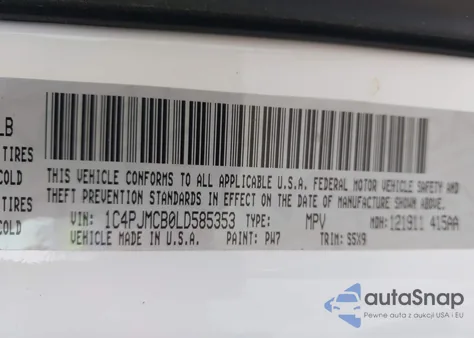 LB
TIRES
COLD
TIRES
COLD
THIS VEHICLE CONFORMS TO ALL APPLICABLE U.S.A. FEDERAL MOTOR VEHICLE SAFETY AND
THEFT PREVENTION STANDARDS IN EFFECT ON THE DATE OF MANUFACTURE SHOWN ABOVE.
VIN: 1C4PJMCB0LD585353 TYPE: MPV MDH: 121911 415AA
VEHICLE MADE IN U.S.A. PAINT: PW7 TRIM: S5X9
autoSnap
Pewne auta z aukcji USA i EU